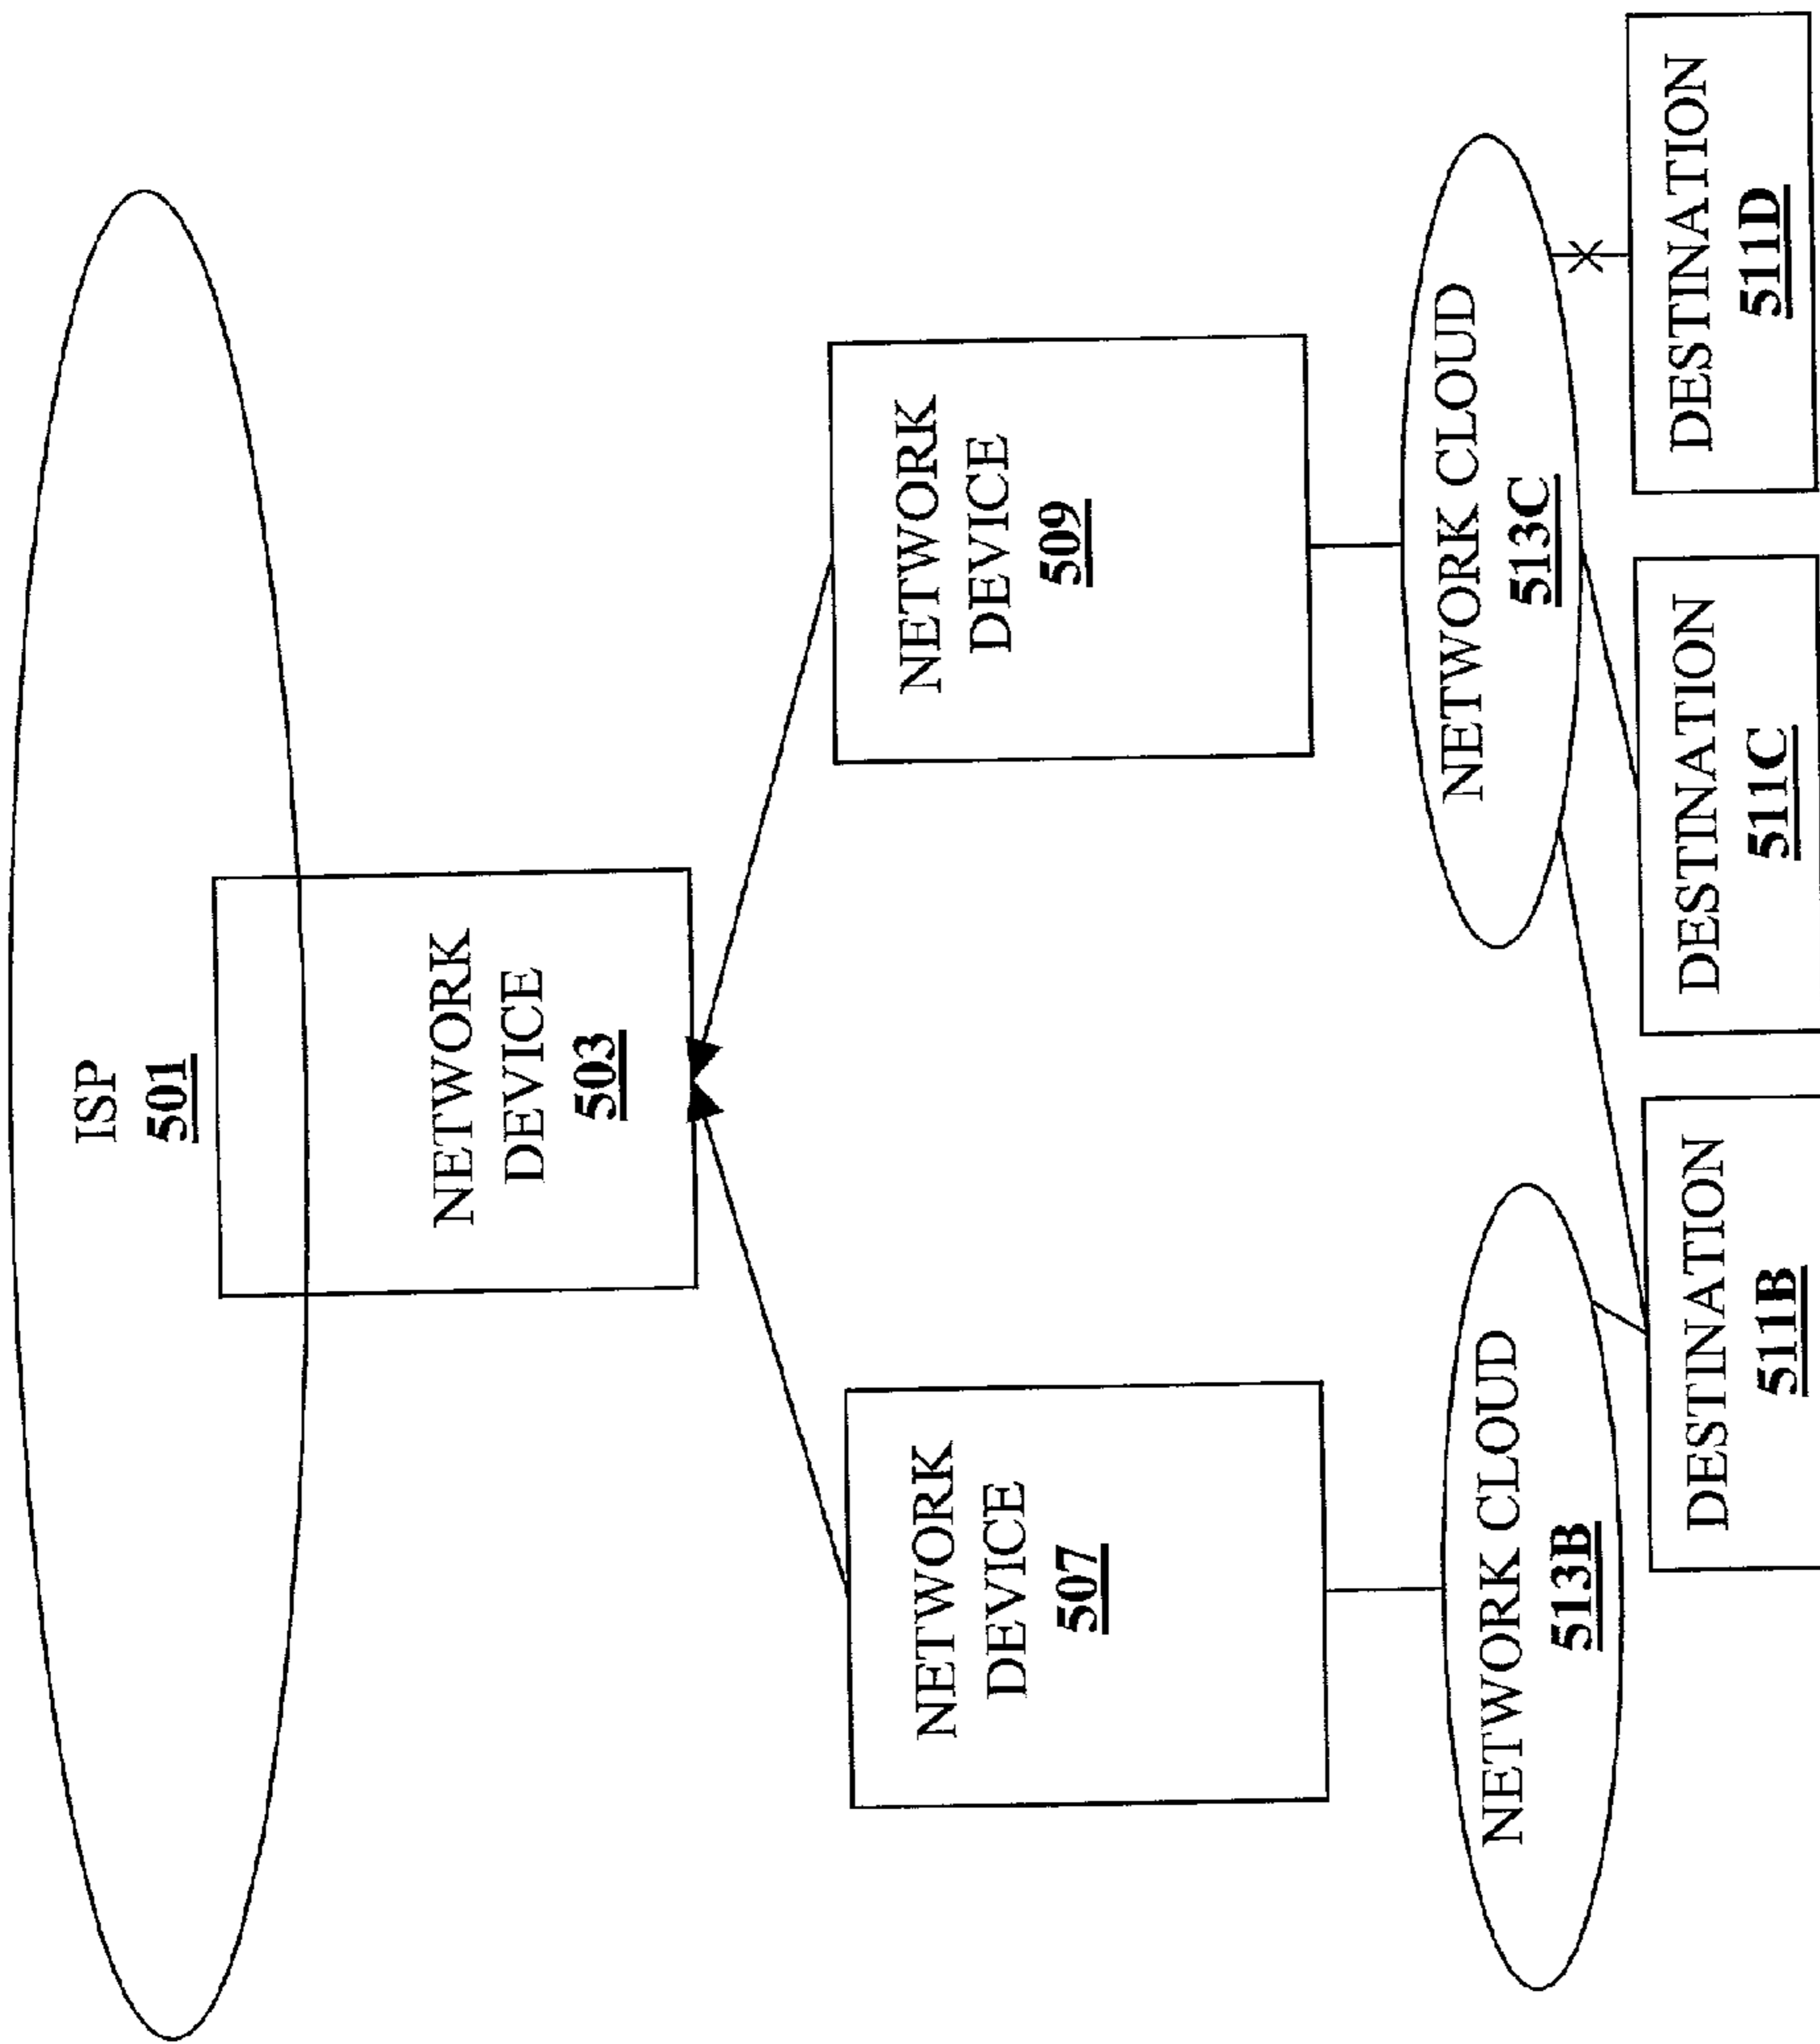 ISP
501
NETWORK
DEVICE
503
NETWORK
DEVICE
507
NETWORK
DEVICE
509
NETWORK CLOUD
513B
NETWORK CLOUD
513C
DESTINATION
511B
DESTINATION
511C
DESTINATION
511D